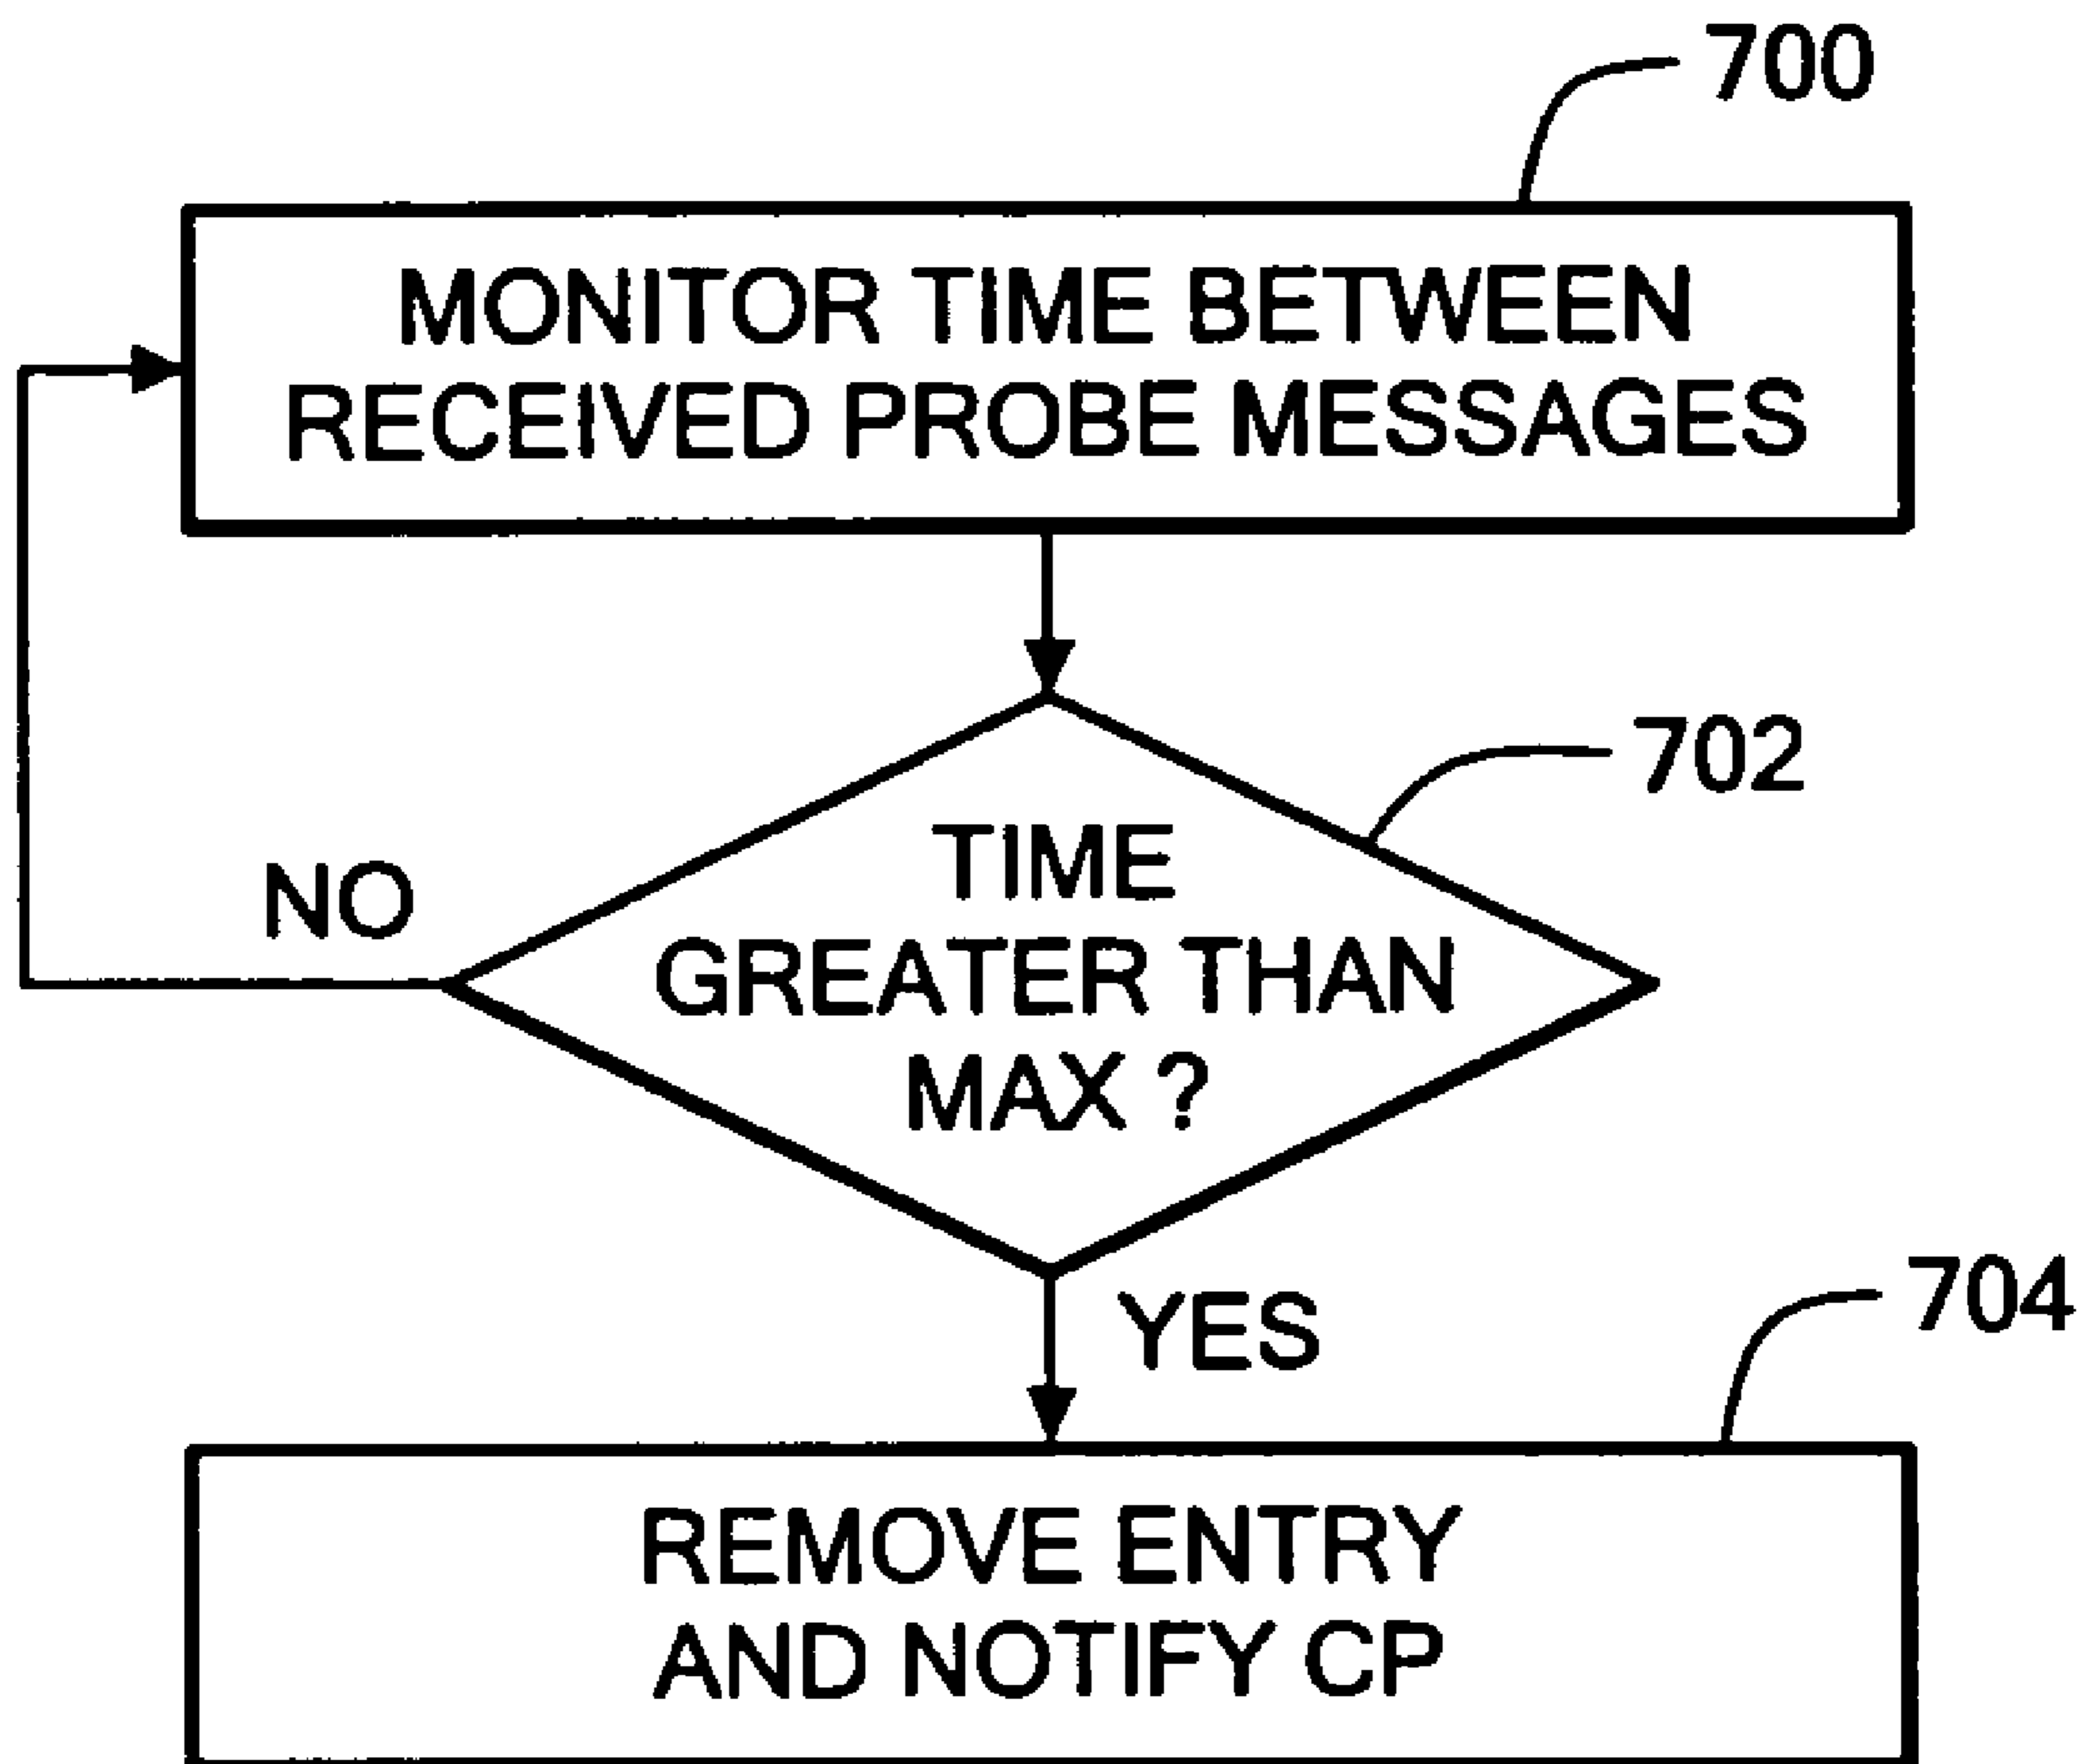 700
MONITOR TIME BETWEEN
RECEIVED PROBE MESSAGES
702
TIME
GREATER THAN
MAX ?
NO
YES
704
REMOVE ENTRY
AND NOTIFY CP